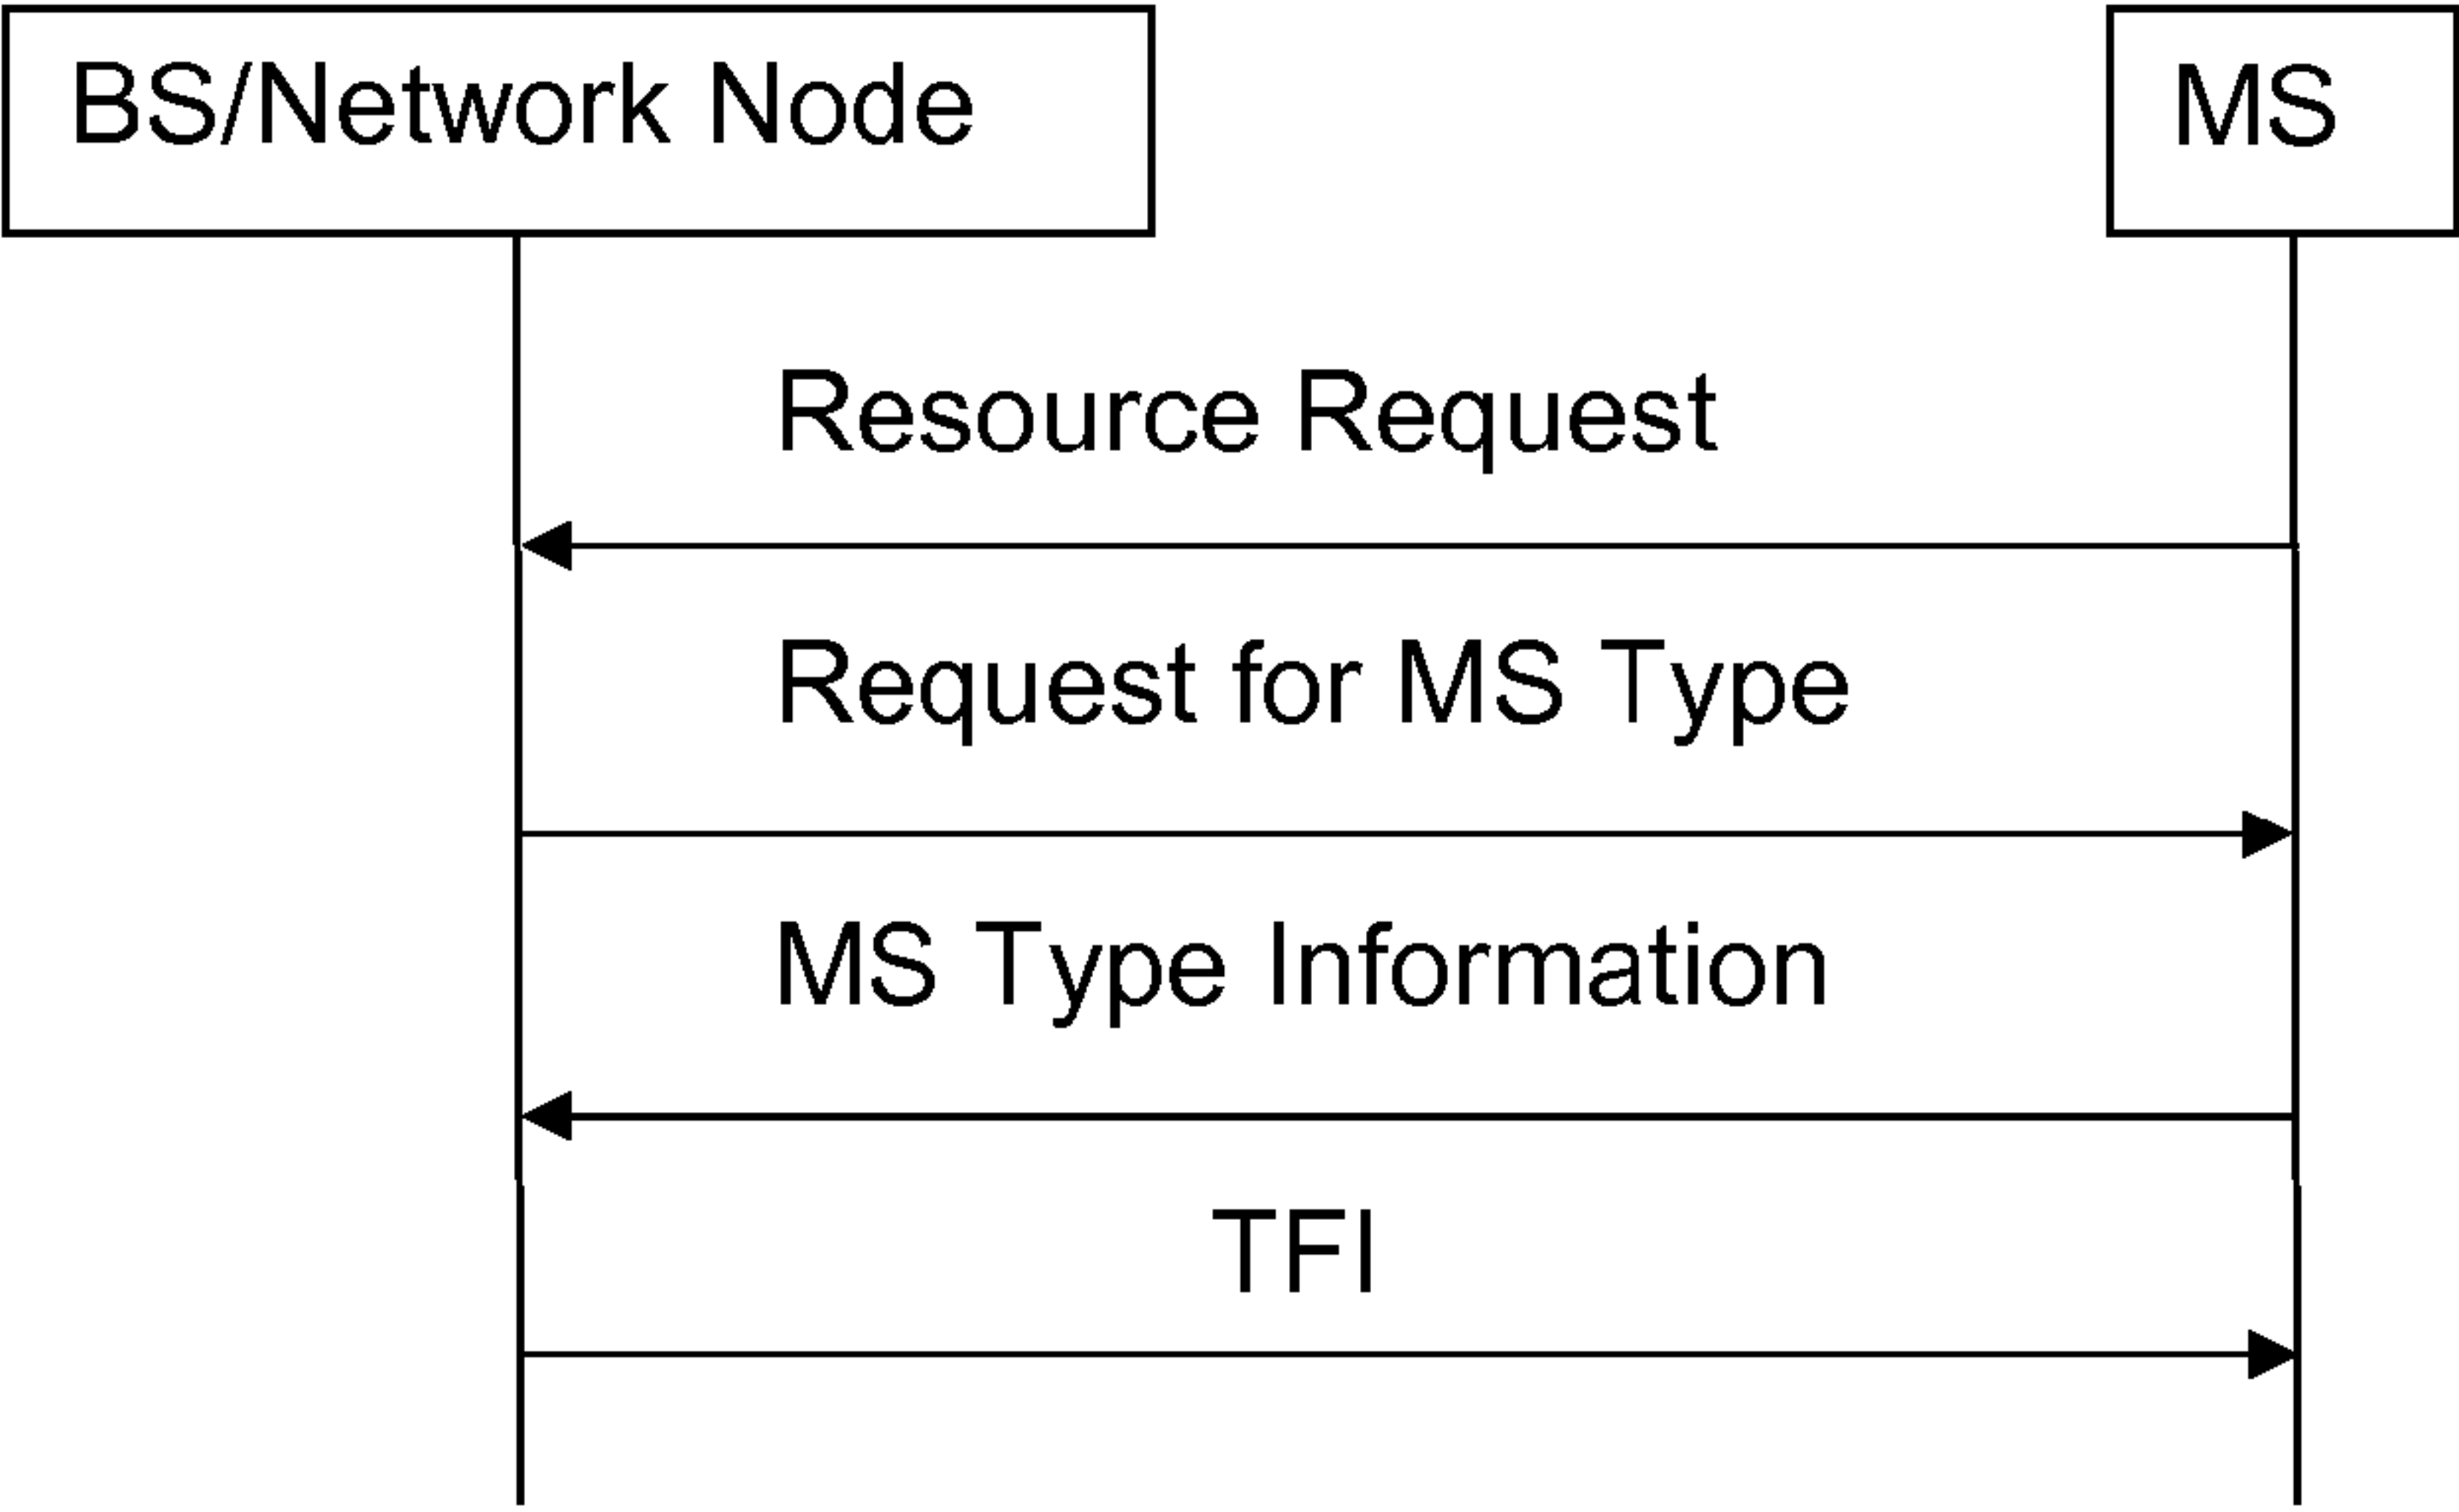 BS/Network Node
MS
Resource Request
Request for MS Type
MS Type Information
TFI